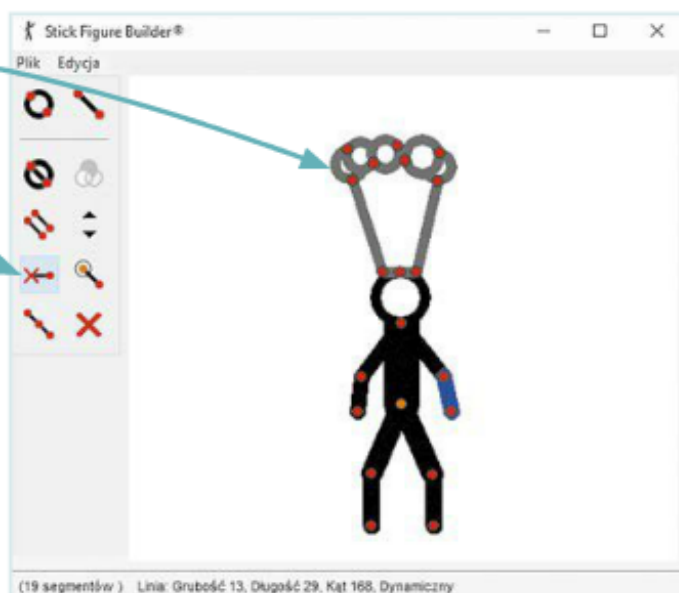 Stick Figure Builder®
Plik Edycja
(19 segmentów ) Linia: Grubość 13, Długość 29, Kąt 168, Dynamiczny